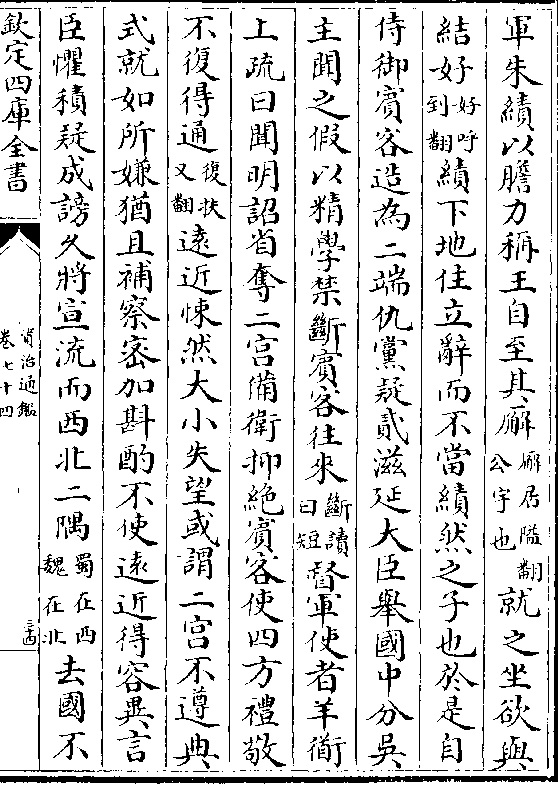 軍朱績以膽力稱王自至其廨廨居隘翻公宇也就之坐欲與
結好好呼到翻績下地住立辭而不當績然之子也於是自
侍御賓客造為二端仇黨疑貳滋延大臣舉國中分吳
主聞之假以精學禁斷賓客往來斷讀曰短督軍使者羊衜
上疏曰聞明詔省奪二宮備衛抑絕賓客使四方禮敬
不復得通復扶又翻逺近悚然大小失望或謂二宮不遵典
式就如所嫌猶且補察宻加斟酌不使逺近得容異言
臣懼積疑成謗久將宣流而西北二隅蜀在西魏在北去國不
欽定四庫全書
資治通鑑
卷七十四